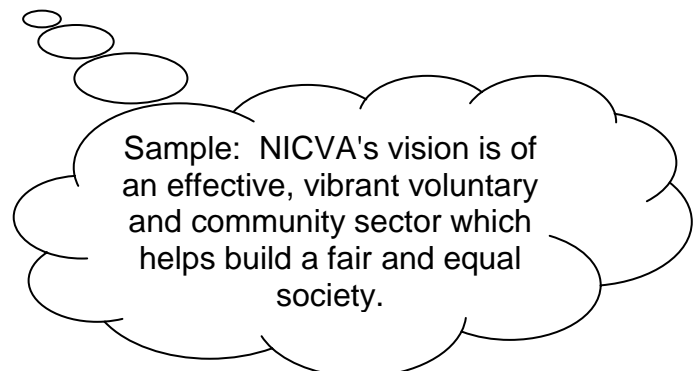 Sample:  NICVA's vision is of
an effective, vibrant voluntary
and community sector which
helps build a fair and equal
society.